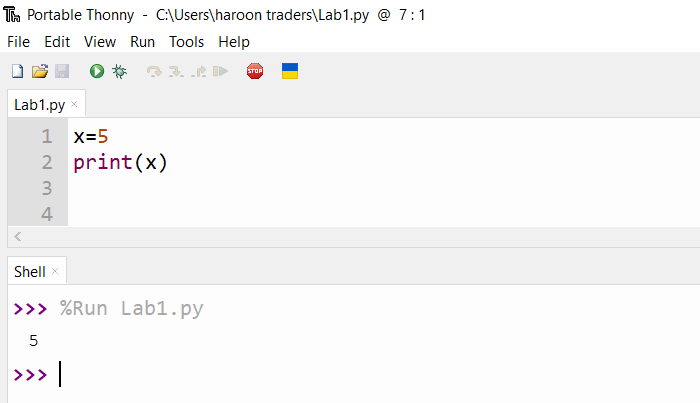 Portable Thonny - C:\Users\haroon traders\Lab1.py @ 7 : 1
File Edit View Run Tools Help
STOP
Lab1.py ×
1 x=5
2 print(x)
3
4
Shell ×
>>> %Run Lab1.py
5
>>>